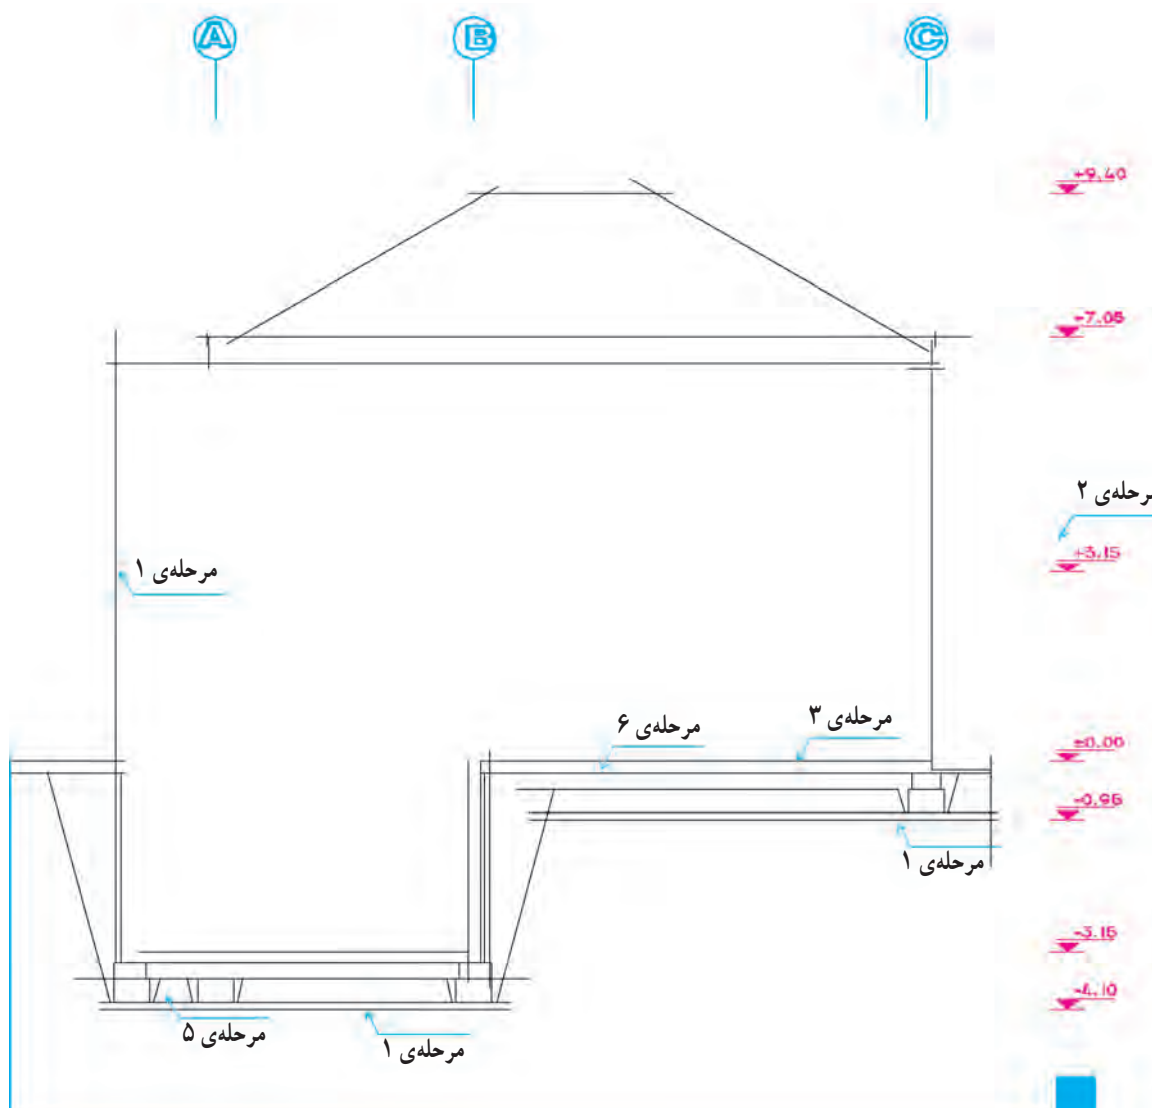 A B C
+9.40
+7.05
مرحله‌ی ۲
+3.15
مرحله‌ی ۱
مرحله‌ی ۳
مرحله‌ی ۶
±0.00
-0.95
مرحله‌ی ۱
-3.15
-4.10
مرحله‌ی ۵
مرحله‌ی ۱